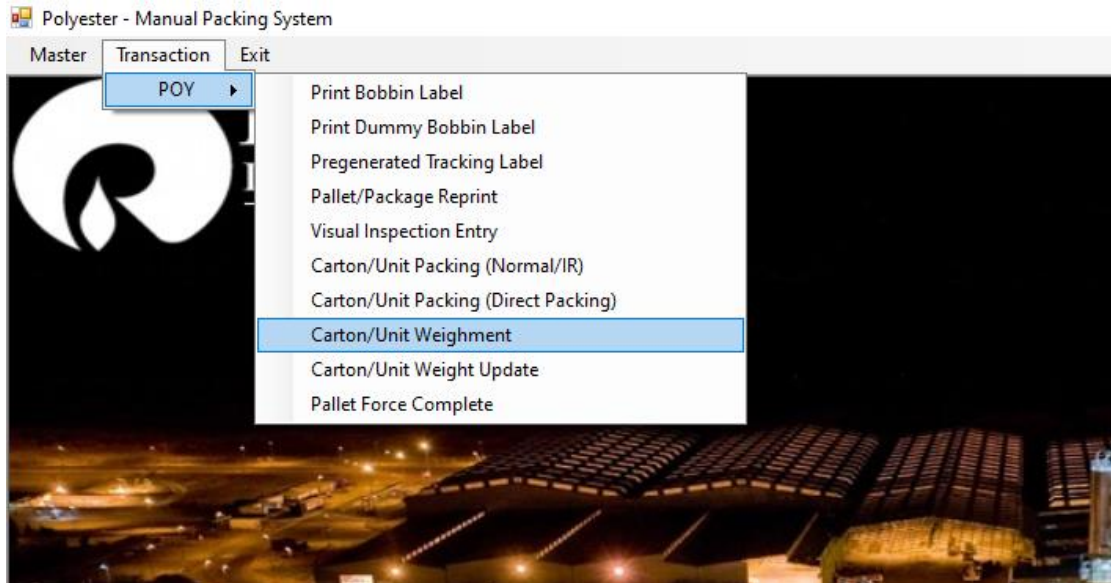 Polyester - Manual Packing System
Master Transaction Exit
POY
Print Bobbin Label
Print Dummy Bobbin Label
Pregenerated Tracking Label
Pallet/Package Reprint
Visual Inspection Entry
Carton/Unit Packing (Normal/IR)
Carton/Unit Packing (Direct Packing)
Carton/Unit Weighment
Carton/Unit Weight Update
Pallet Force Complete